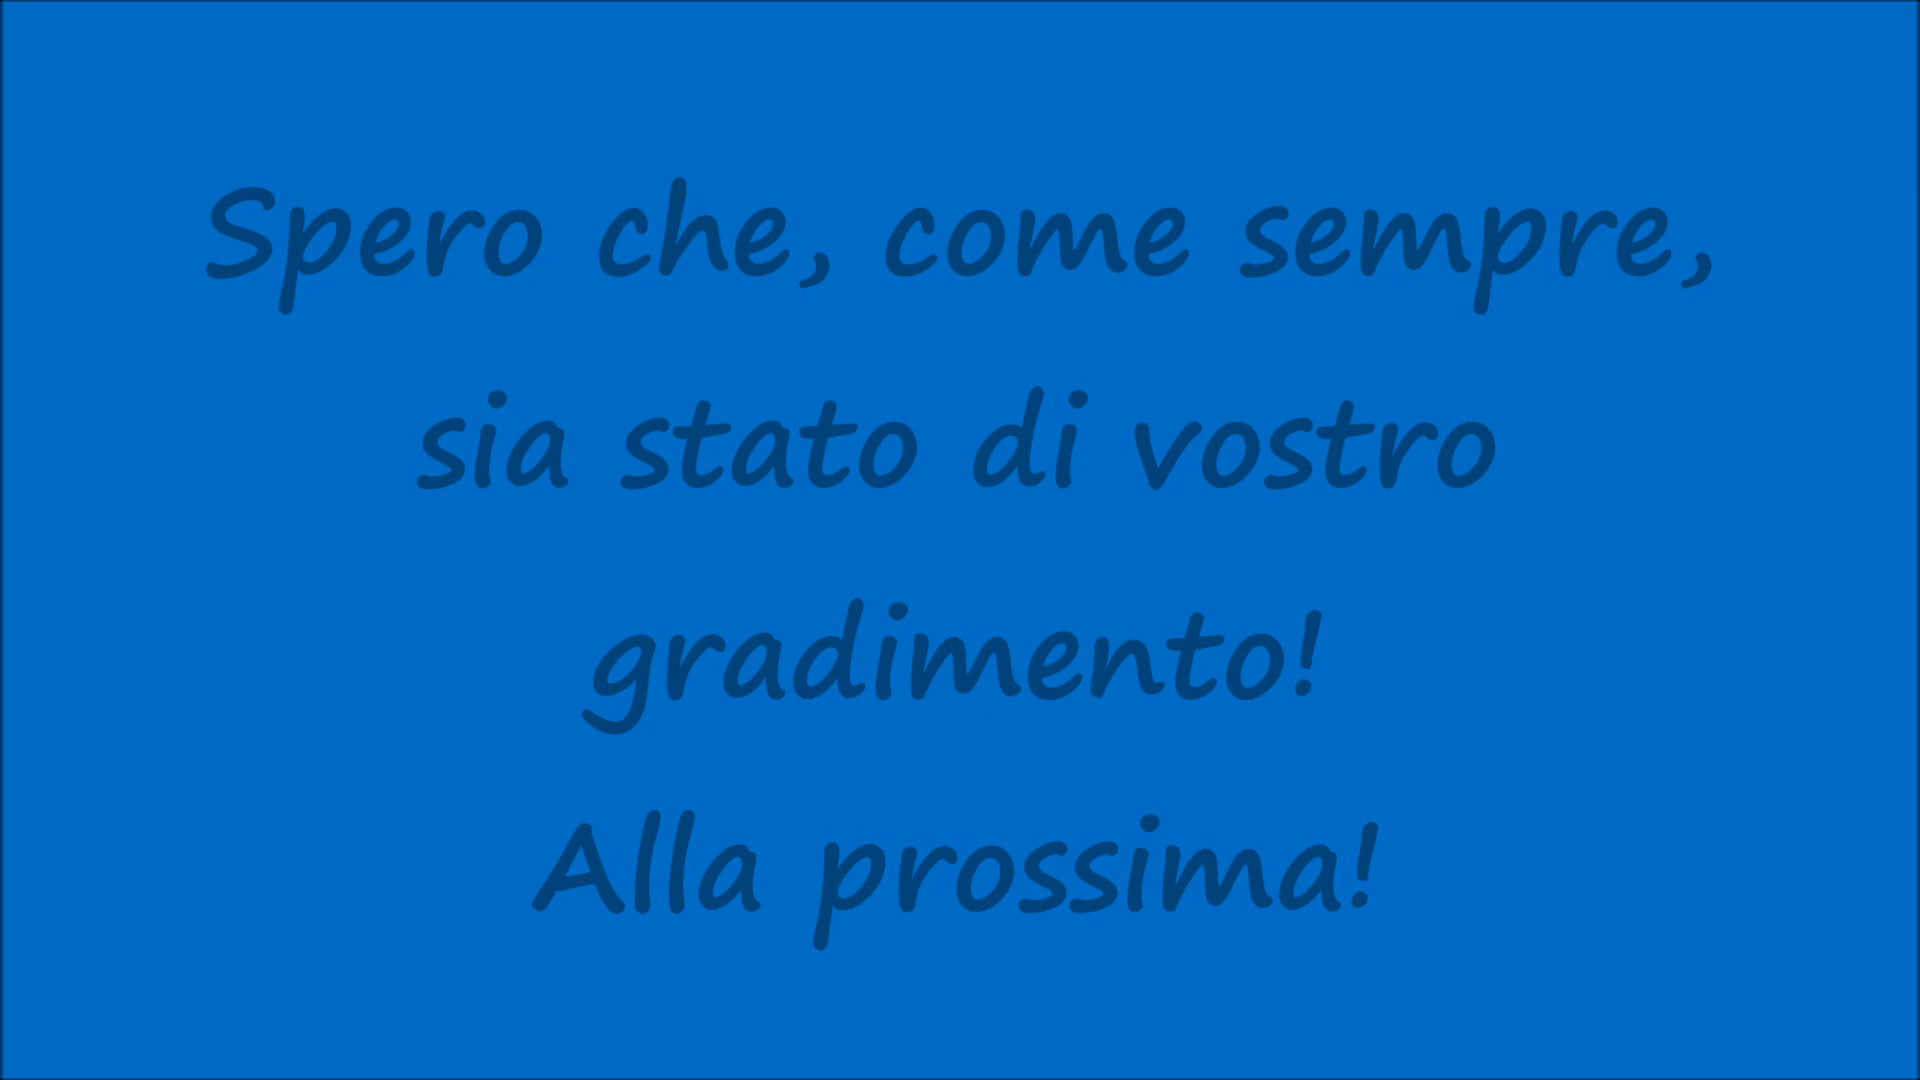 Spero che, come sempre,
sia stato di vostro
gradimento!
Alla prossima!